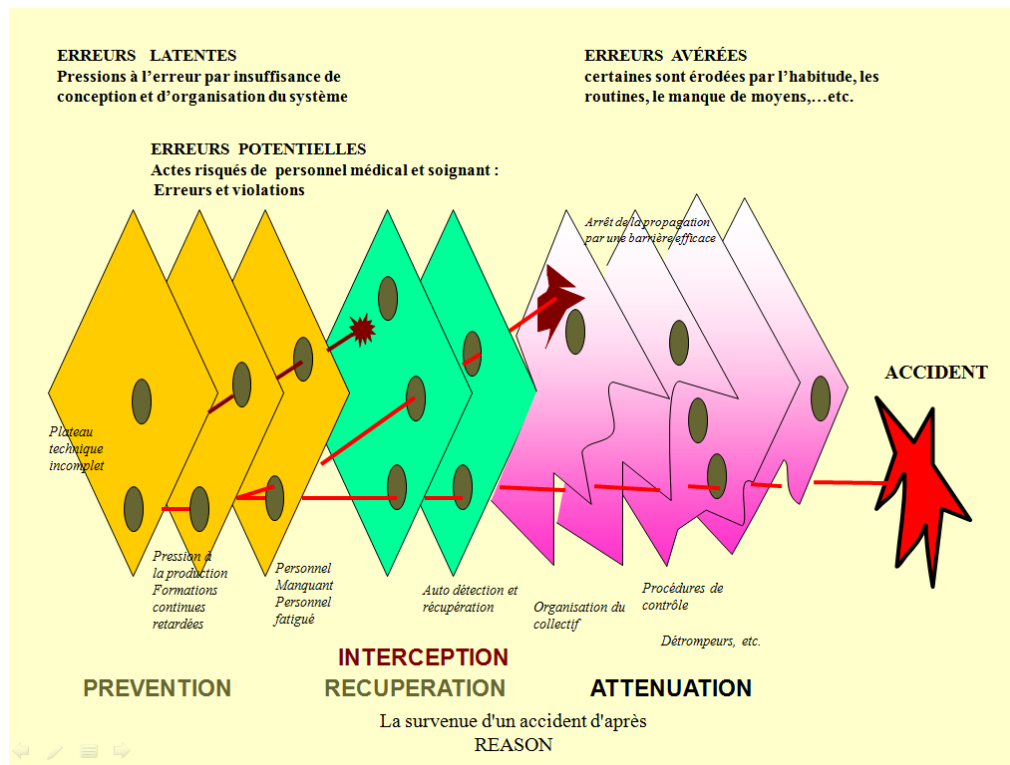 ERREURS LATENTES
Pressions à l'erreur par insuffisance de
conception et d'organisation du système
ERREURS AVÉRÉES
certaines sont érodées par l'habitude, les
routines, le manque de moyens,…etc.
ERREURS POTENTIELLES
Actes risqués de personnel médical et soignant :
Erreurs et violations
Arrêt de la propagation
par une barrière efficace
ACCIDENT
Plateau
technique
incomplet
Pression à
la production
Formations
continues
retardées
Personnel
Manquant
Personnel
fatigué
Auto détection et
récupération
Organisation du
collectif
Procédures de
contrôle
Détrompeurs, etc.
INTERCEPTION
PREVENTION
RECUPERATION
ATTENUATION
La survenue d'un accident d'après
REASON